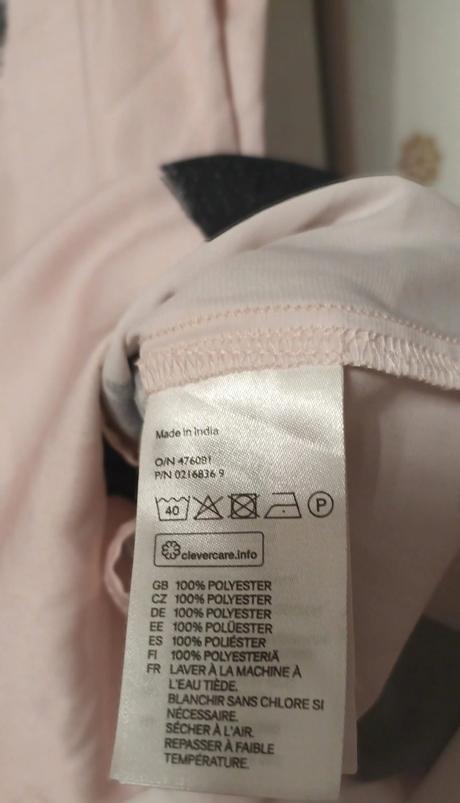 Made in India
O/N 476081
P/N 0216836 9
40 P
clevercare.info
GB 100% POLYESTER
CZ 100% POLYESTER
DE 100% POLYESTER
EE 100% POLÜESTER
ES 100% POLIÉSTER
FI 100% POLYESTERIÄ
FR LAVER À LA MACHINE À
L'EAU TIÈDE.
BLANCHIR SANS CHLORE SI
NÉCESSAIRE.
SÉCHER À L'AIR.
REPASSER À FAIBLE
TEMPÉRATURE.